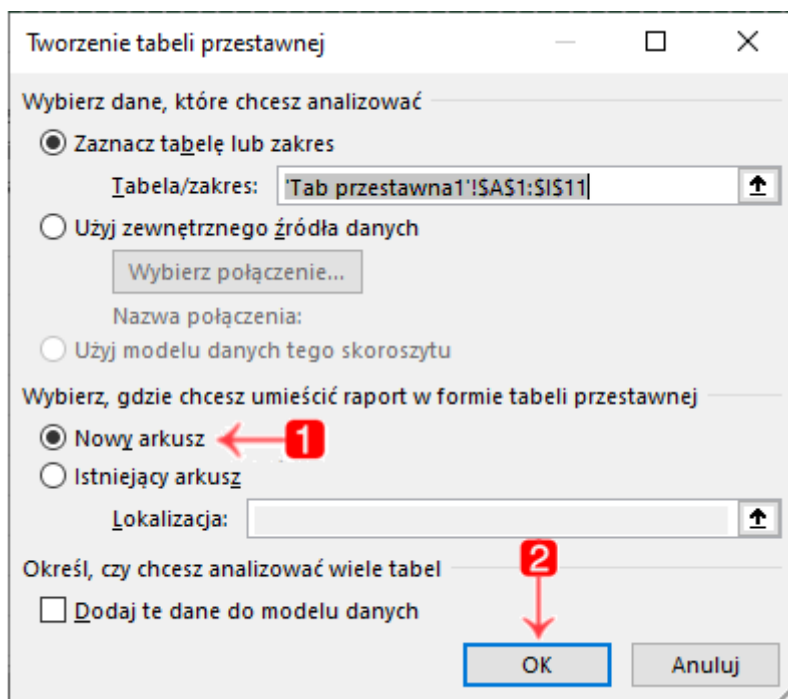 Tworzenie tabeli przestawnej
Wybierz dane, które chcesz analizować
Zaznacz tabelę lub zakres
Tabela/zakres: 'Tab przestawna1'!$A$1:$I$11
Użyj zewnętrznego źródła danych
Wybierz połączenie...
Nazwa połączenia:
Użyj modelu danych tego skoroszytu
Wybierz, gdzie chcesz umieścić raport w formie tabeli przestawnej
Nowy arkusz 1
Istniejący arkusz
Lokalizacja:
Określ, czy chcesz analizować wiele tabel 2
Dodaj te dane do modelu danych
OK Anuluj